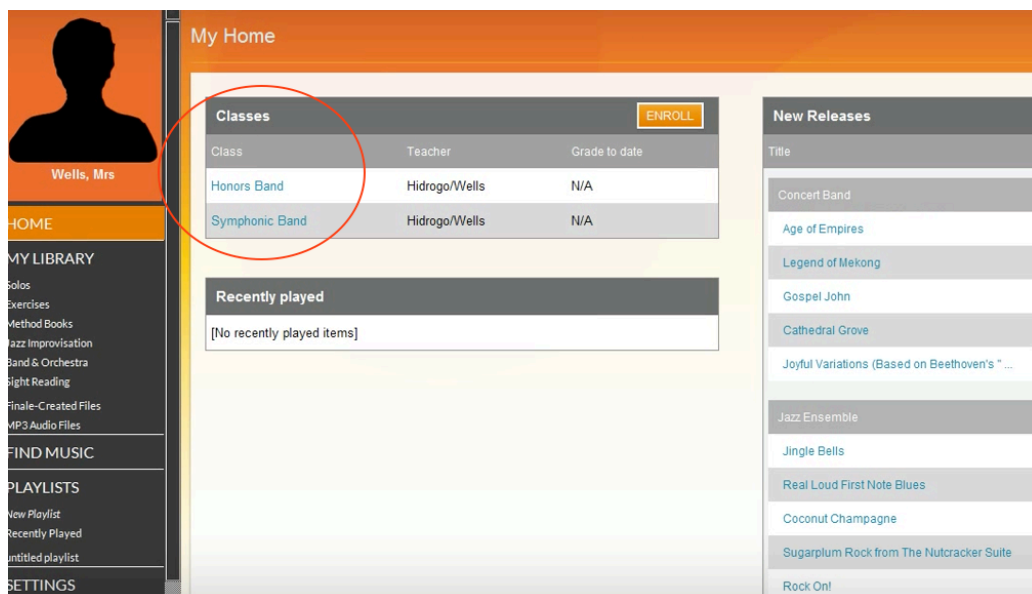 My Home
Wells, Mrs
HOME
MY LIBRARY
Solos
Exercises
Method Books
Jazz Improvisation
Band & Orchestra
Sight Reading
Finale-Created Files
MP3 Audio Files
FIND MUSIC
PLAYLISTS
New Playlist
Recently Played
untitled playlist
SETTINGS
Classes ENROLL
Class Teacher Grade to date
Honors Band Hidrogo/Wells N/A
Symphonic Band Hidrogo/Wells N/A
Recently played
[No recently played items]
New Releases
Title
Concert Band
Age of Empires
Legend of Mekong
Gospel John
Cathedral Grove
Joyful Variations (Based on Beethoven's "...
Jazz Ensemble
Jingle Bells
Real Loud First Note Blues
Coconut Champagne
Sugarplum Rock from The Nutcracker Suite
Rock On!